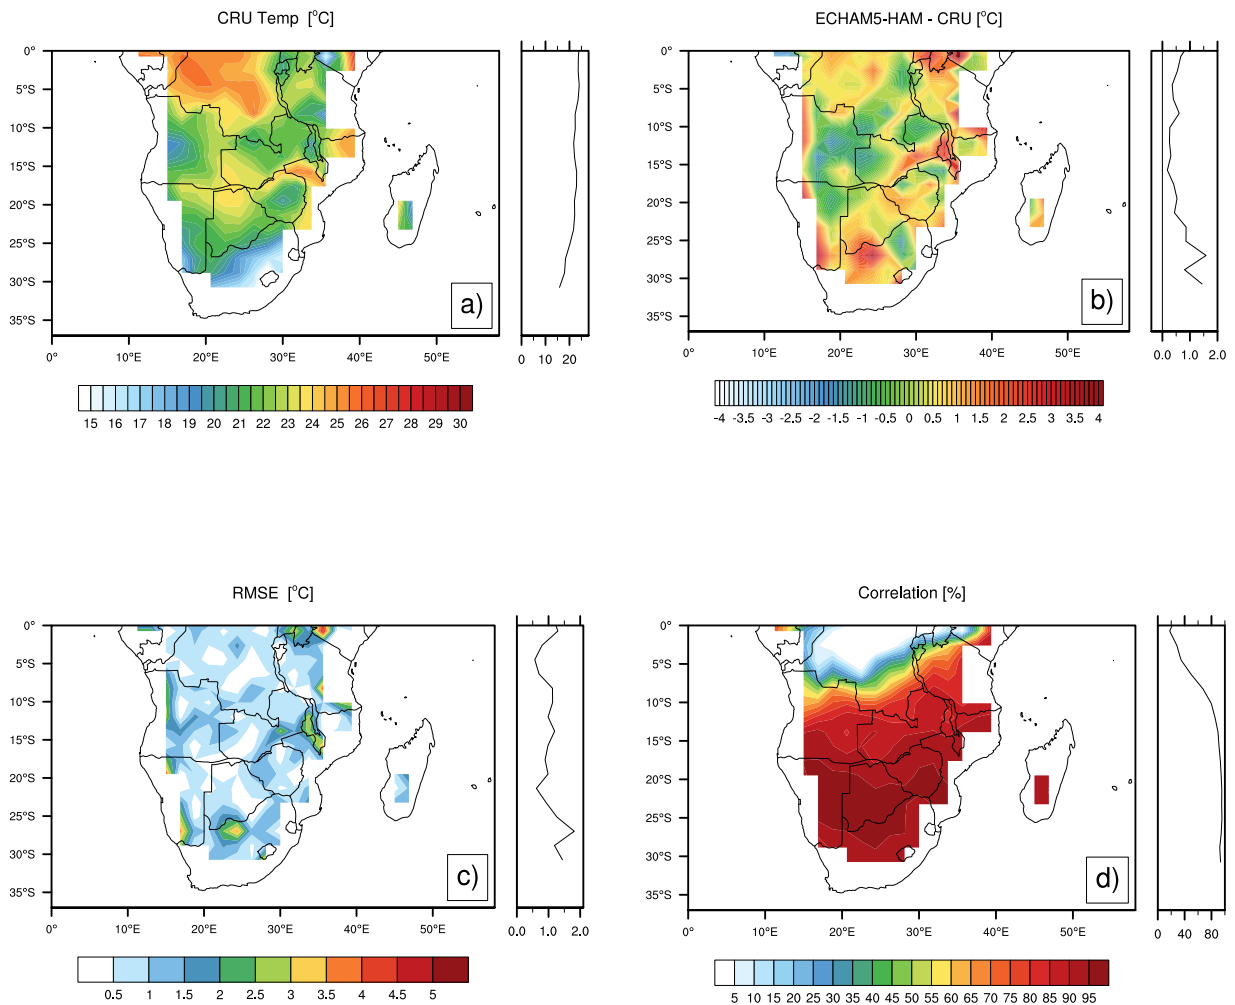 CRU Temp [°C]
0°
5°S
10°S
15°S
20°S
25°S
30°S
35°S
a)
0° 10°E 20°E 30°E 40°E 50°E
0 10 20
15 16 17 18 19 20 21 22 23 24 25 26 27 28 29 30
ECHAM5-HAM - CRU [°C]
0°
5°S
10°S
15°S
20°S
25°S
30°S
35°S
b)
0° 10°E 20°E 30°E 40°E 50°E
0.0 1.0 2.0
-4 -3.5 -3 -2.5 -2 -1.5 -1 -0.5 0 0.5 1 1.5 2 2.5 3 3.5 4
RMSE [°C]
0°
5°S
10°S
15°S
20°S
25°S
30°S
35°S
c)
0° 10°E 20°E 30°E 40°E 50°E
0.0 1.0 2.0
0.5 1 1.5 2 2.5 3 3.5 4 4.5 5
Correlation [%]
0°
5°S
10°S
15°S
20°S
25°S
30°S
35°S
d)
0° 10°E 20°E 30°E 40°E 50°E
0 40 80
5 10 15 20 25 30 35 40 45 50 55 60 65 70 75 80 85 90 95